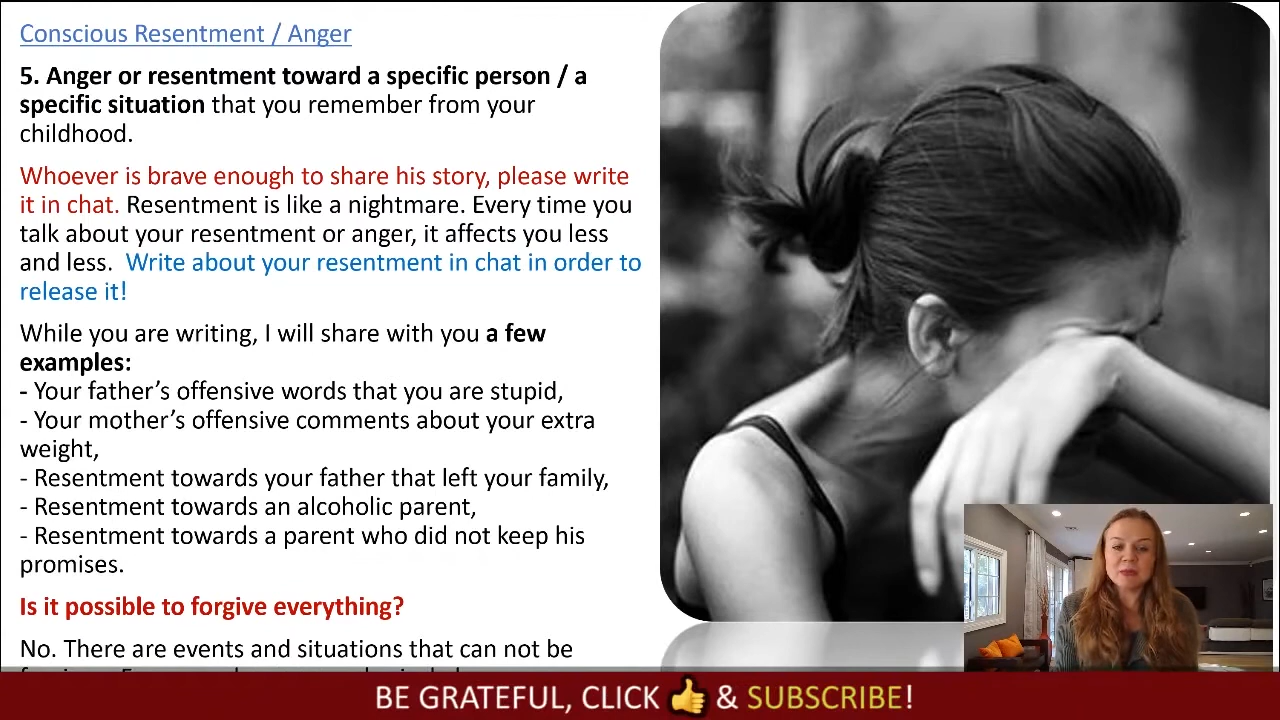 Conscious Resentment / Anger
5. Anger or resentment toward a specific person / a
specific situation that you remember from your
childhood.
Whoever is brave enough to share his story, please write
it in chat. Resentment is like a nightmare. Every time you
talk about your resentment or anger, it affects you less
and less. Write about your resentment in chat in order to
release it!
While you are writing, I will share with you a few
examples:
- Your father's offensive words that you are stupid,
- Your mother's offensive comments about your extra
weight,
- Resentment towards your father that left your family,
- Resentment towards an alcoholic parent,
- Resentment towards a parent who did not keep his
promises.
Is it possible to forgive everything?
No. There are events and situations that can not be
BE GRATEFUL, CLICK 👍 & SUBSCRIBE!